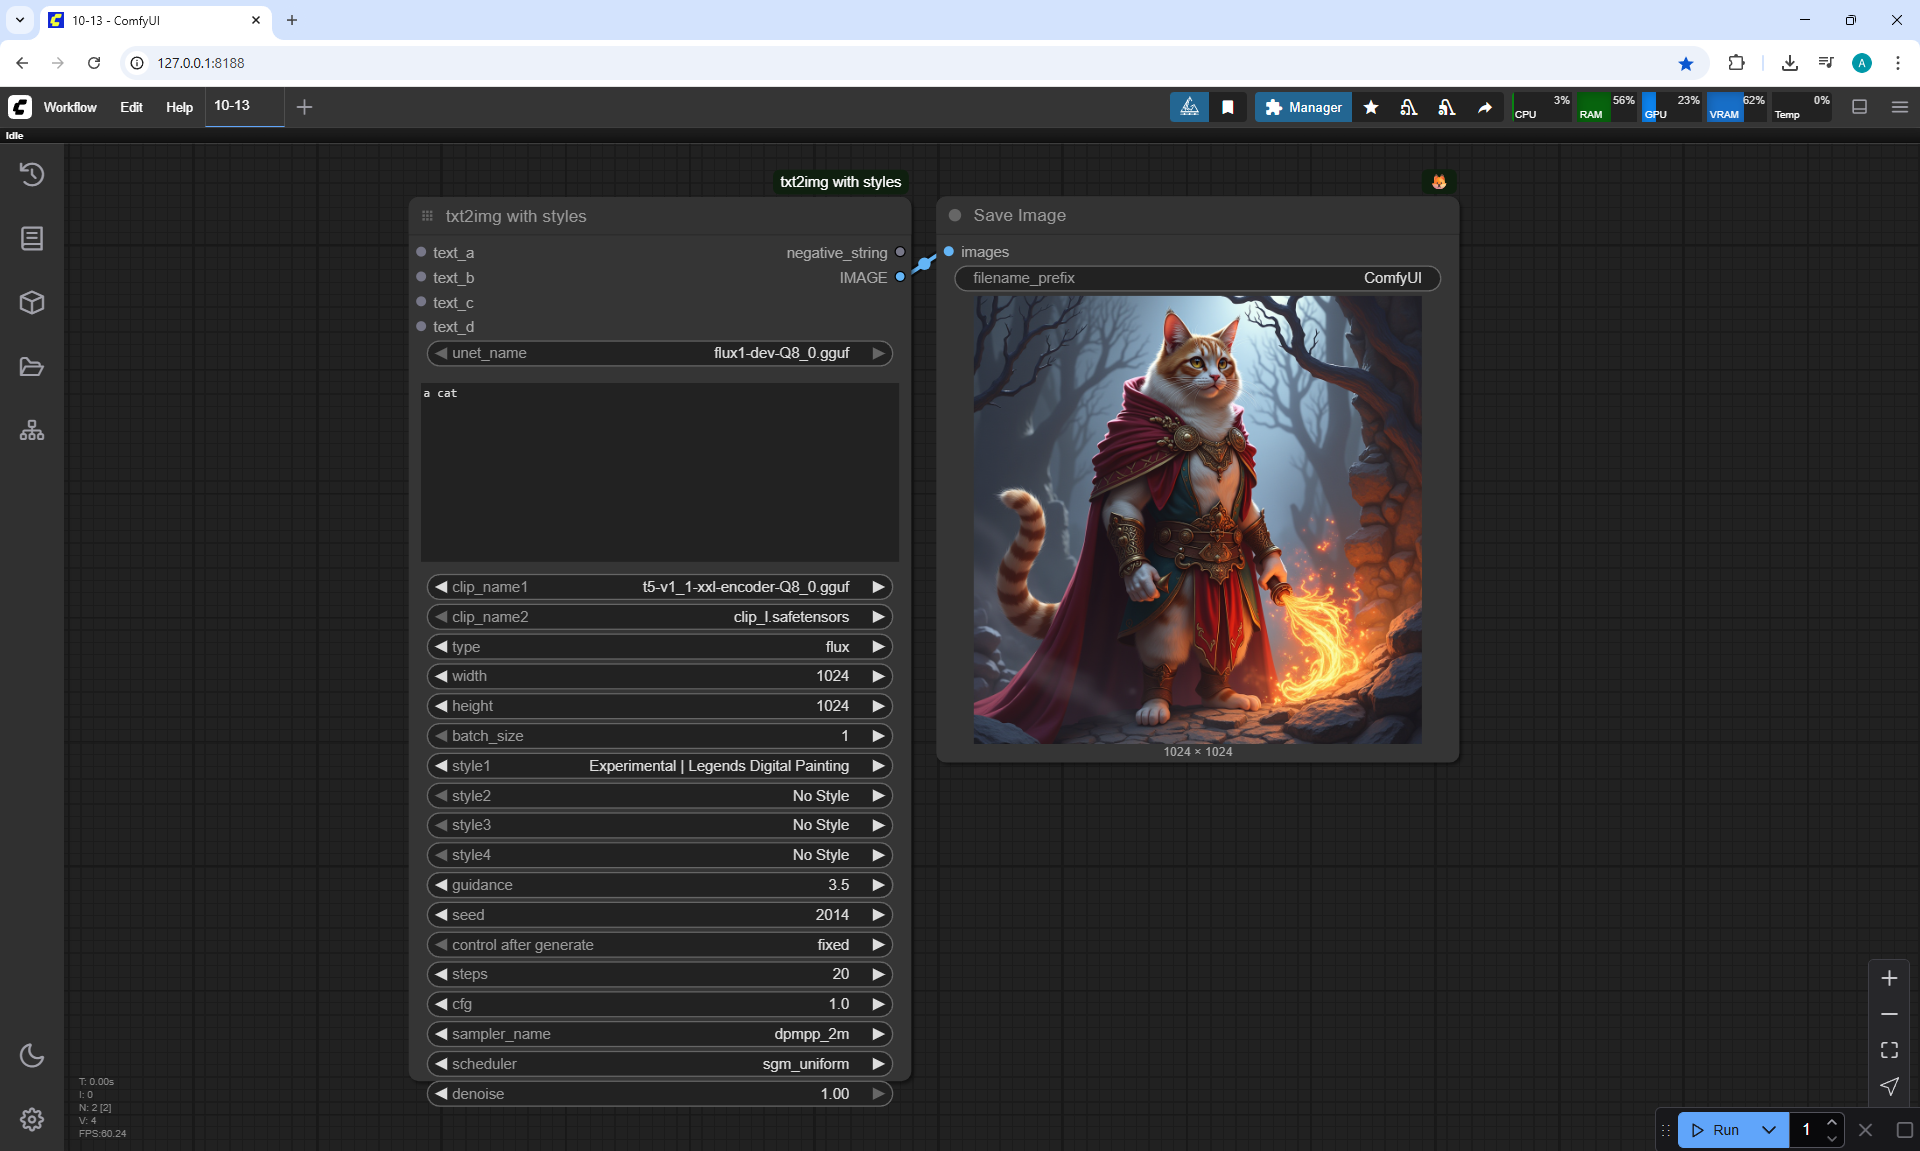 10-13 - ComfyUI
127.0.0.1:8188
A
Workflow Edit Help 10-13
Manager
CPU 3% RAM 56% GPU 23% VRAM 62% Temp 0%
Idle
txt2img with styles
txt2img with styles
Save Image
text_a negative_string
images
text_b IMAGE
filename_prefix ComfyUI
text_c
text_d
unet_name flux1-dev-Q8_0.gguf
a cat
clip_name1 t5-v1_1-xxl-encoder-Q8_0.gguf
clip_name2 clip_l.safetensors
type flux
width 1024
height 1024
batch_size 1
1024 × 1024
style1 Experimental | Legends Digital Painting
style2 No Style
style3 No Style
style4 No Style
guidance 3.5
seed 2014
control after generate fixed
steps 20
cfg 1.0
sampler_name dpmpp_2m
scheduler sgm_uniform
denoise 1.00
T: 0.00s
I: 0
N: 2 [2]
V: 4
FPS:60.24
Run 1